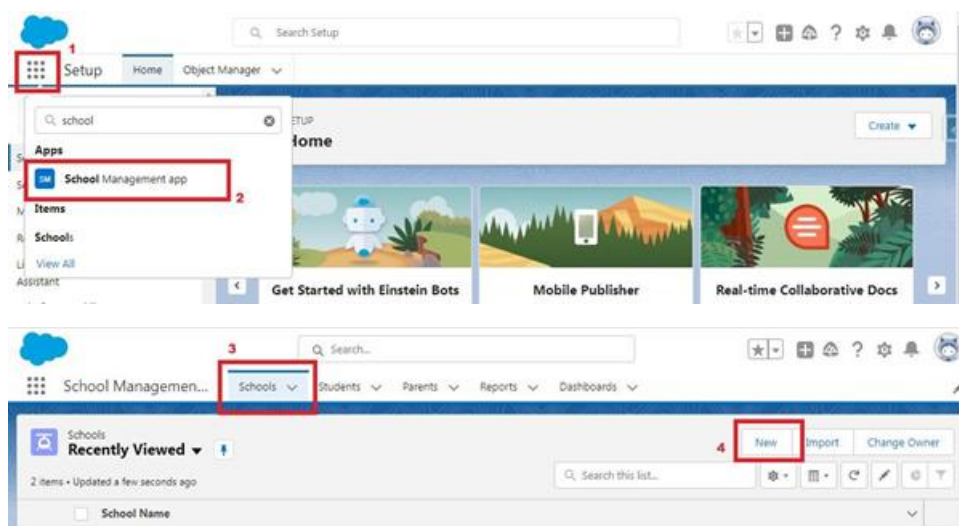 Search Setup
1
Setup Home Object Manager
school
SETUP
Home
Create
Apps
SM School Management app
2
Items
Schools
View All
Assistant
Get Started with Einstein Bots Mobile Publisher Real-time Collaborative Docs
3
Search...
School Managemen... Schools Students Parents Reports Dashboards
Schools
Recently Viewed
4
New Import Change Owner
2 items • Updated a few seconds ago
Search this list...
School Name